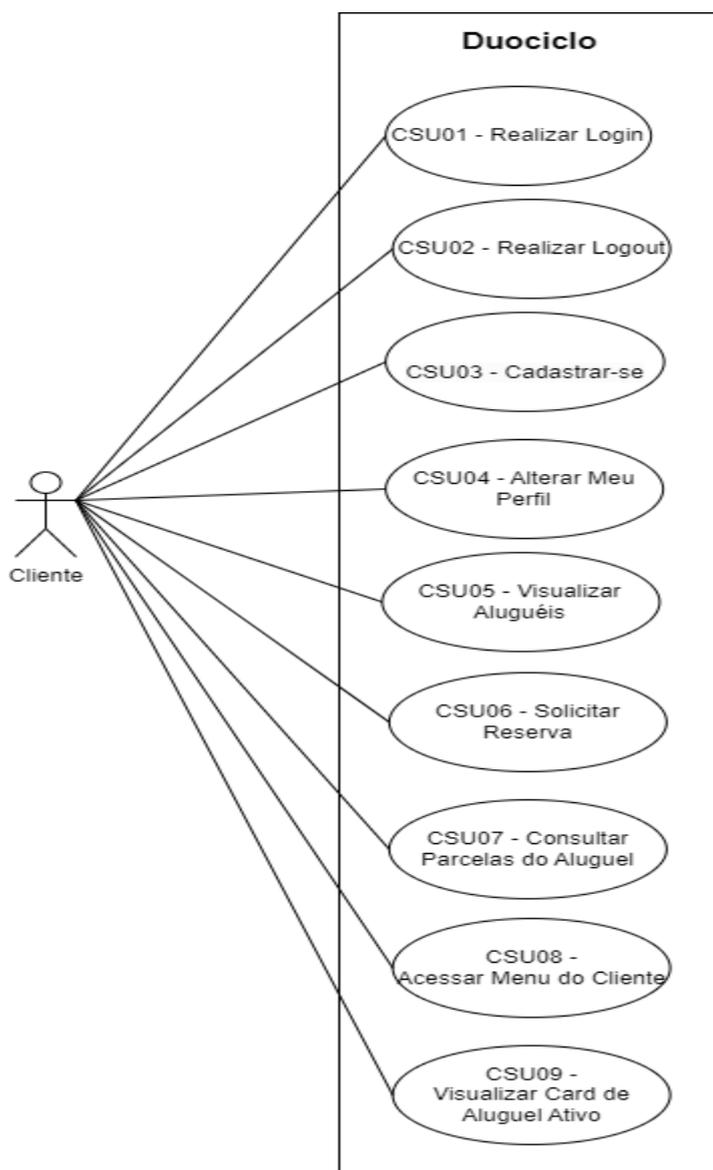 Duociclo
CSU01 - Realizar Login
CSU02 - Realizar Logout
CSU03 - Cadastrar-se
CSU04 - Alterar Meu
Perfil
CSU05 - Visualizar
Aluguéis
CSU06 - Solicitar
Reserva
CSU07 - Consultar
Parcelas do Aluguel
CSU08 -
Acessar Menu do Cliente
CSU09 -
Visualizar Card de
Aluguel Ativo
Cliente